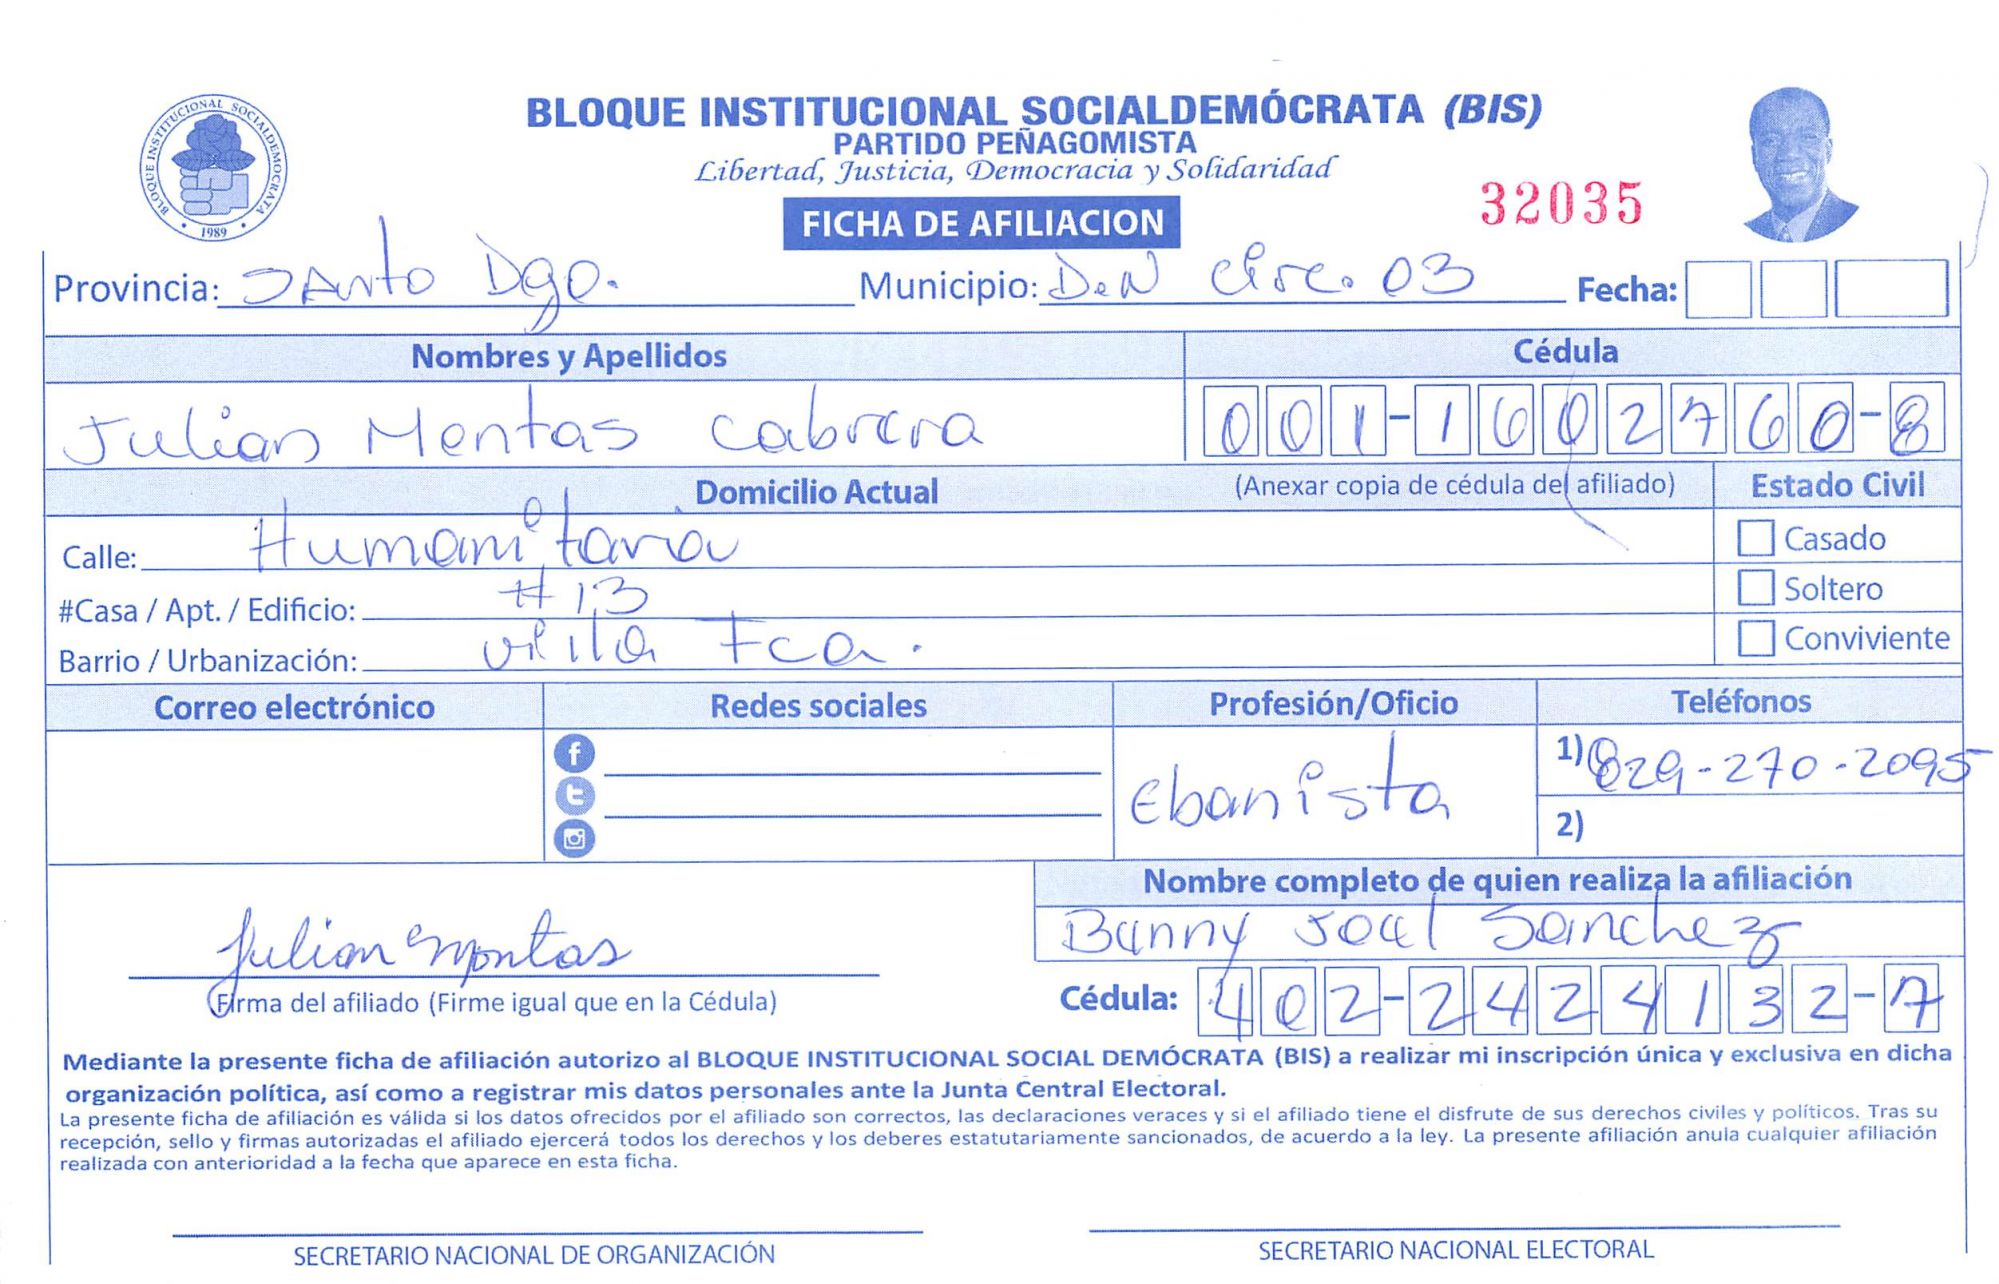 BLOQUE INSTITUCIONAL SOCIALDEMÓCRATA (BIS)
PARTIDO PEÑAGOMISTA
Libertad, Justicia, Democracia y Solidaridad
BLOQUE INSTITUCIONAL SOCIALDEMOCRATA
1989
32035
FICHA DE AFILIACION
Provincia: Santo Dgo. Municipio: D.N Circ. 03 Fecha:
Nombres y Apellidos Cédula
Julian Mentas Cabrera 001-1602760-8
Domicilio Actual (Anexar copia de cédula del afiliado) Estado Civil
Calle: Humanitaria Casado
#Casa / Apt. / Edificio: #13 Soltero
Barrio / Urbanización: Villa Fca. Conviviente
Correo electrónico Redes sociales Profesión/Oficio Teléfonos
Ebanista 1) 829-270-2095
2)
Nombre completo de quien realiza la afiliación
Banny Joel Sanchez
Julian Montas
Firma del afiliado (Firme igual que en la Cédula) Cédula: 402-2424132-7
Mediante la presente ficha de afiliación autorizo al BLOQUE INSTITUCIONAL SOCIAL DEMÓCRATA (BIS) a realizar mi inscripción única y exclusiva en dicha
organización política, así como a registrar mis datos personales ante la Junta Central Electoral.
La presente ficha de afiliación es válida si los datos ofrecidos por el afiliado son correctos, las declaraciones veraces y si el afiliado tiene el disfrute de sus derechos civiles y políticos. Tras su
recepción, sello y firmas autorizadas el afiliado ejercerá todos los derechos y los deberes estatutariamente sancionados, de acuerdo a la ley. La presente afiliación anula cualquier afiliación
realizada con anterioridad a la fecha que aparece en esta ficha.
SECRETARIO NACIONAL DE ORGANIZACIÓN SECRETARIO NACIONAL ELECTORAL